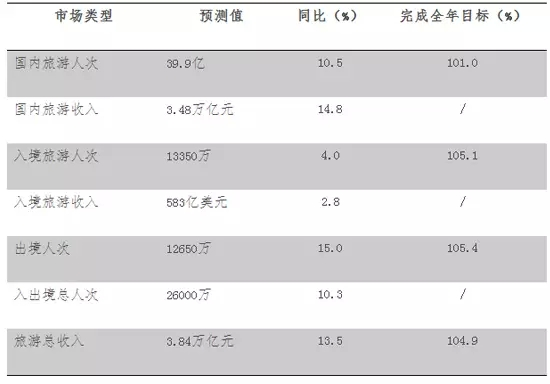 市场类型 预测值 同比（%） 完成全年目标（%）
国内旅游人次 39.9亿 10.5 101.0
国内旅游收入 3.48万亿元 14.8 /
入境旅游人次 13350万 4.0 105.1
入境旅游收入 583亿美元 2.8 /
出境人次 12650万 15.0 105.4
入出境总人次 26000万 10.3 /
旅游总收入 3.84万亿元 13.5 104.9